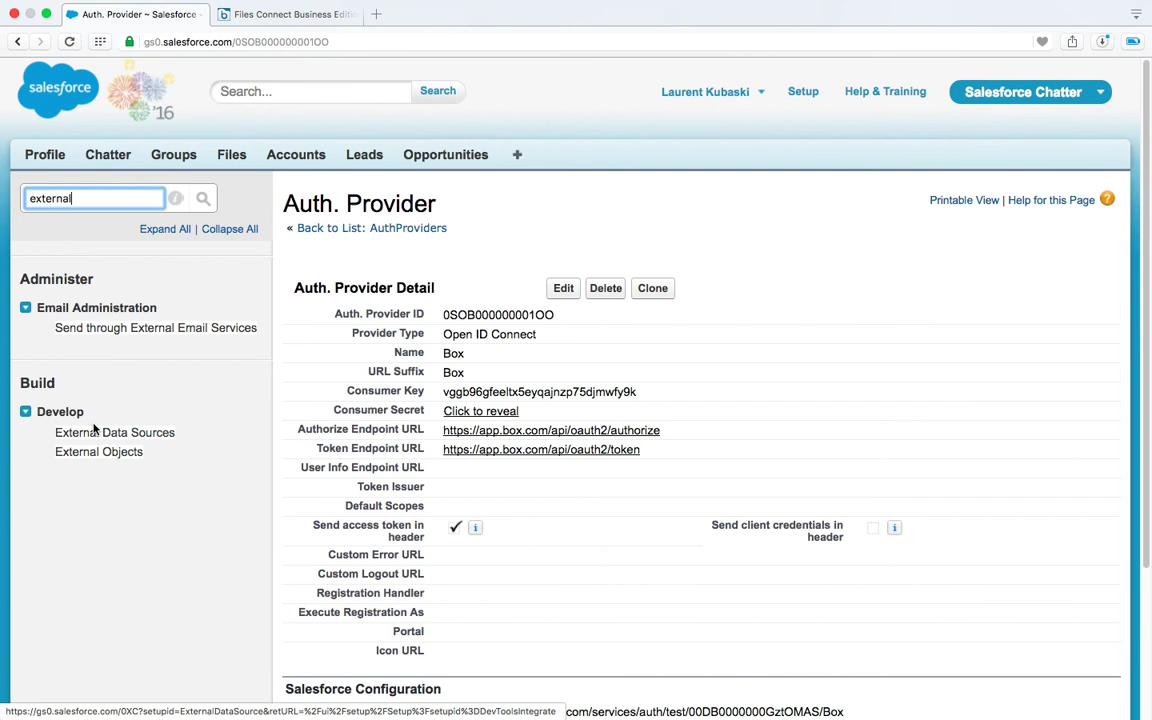 Auth. Provider ~ Salesforce
Files Connect Business Editi
gs0.salesforce.com/0SOB000000001OO
salesforce
'16
Search...
Search
Laurent Kubaski
Setup
Help & Training
Salesforce Chatter
Profile
Chatter
Groups
Files
Accounts
Leads
Opportunities
+
external
Expand All | Collapse All
Administer
Email Administration
Send through External Email Services
Build
Develop
External Data Sources
External Objects
Auth. Provider
« Back to List: AuthProviders
Printable View | Help for this Page ?
Auth. Provider Detail
Edit
Delete
Clone
Auth. Provider ID 0SOB000000001OO
Provider Type Open ID Connect
Name Box
URL Suffix Box
Consumer Key vggb96gfeeltx5eyqajnzp75djmwfy9k
Consumer Secret Click to reveal
Authorize Endpoint URL https://app.box.com/api/oauth2/authorize
Token Endpoint URL https://app.box.com/api/oauth2/token
User Info Endpoint URL
Token Issuer
Default Scopes
Send access token in
header
Send client credentials in
header
Custom Error URL
Custom Logout URL
Registration Handler
Execute Registration As
Portal
Icon URL
Salesforce Configuration
https://gs0.salesforce.com/0XC?setupid=ExternalDataSource&retURL=%2Fui%2Fsetup%2FSetup%3Fsetupid%3DDevToolsIntegrate
com/services/auth/test/00DB0000000GztOMAS/Box